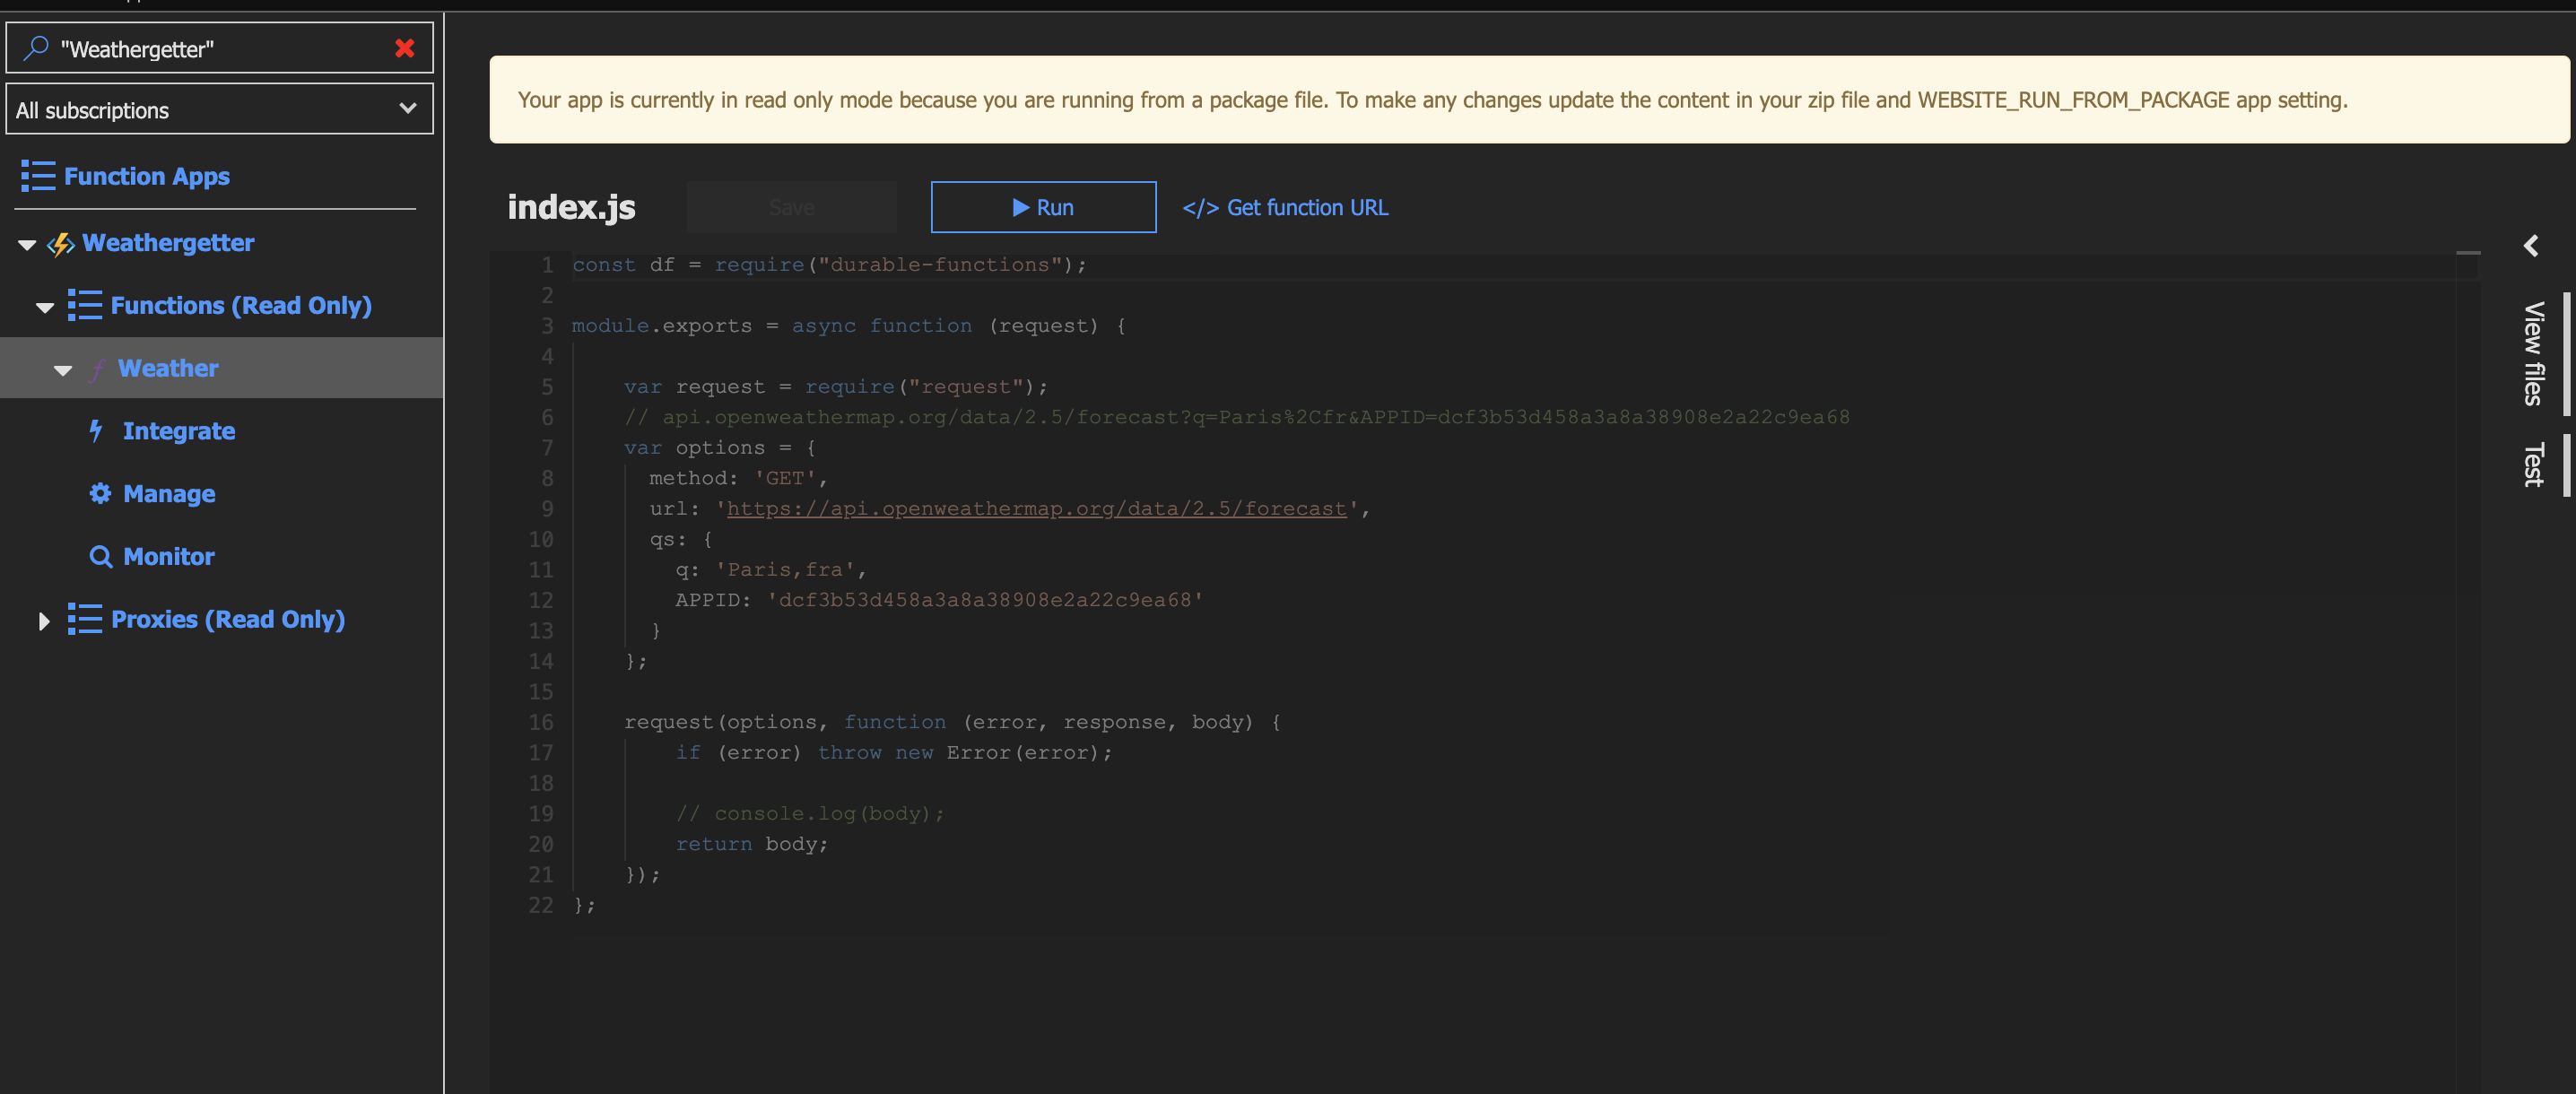 "Weathergetter"
All subscriptions
Function Apps
Weathergetter
Functions (Read Only)
Weather
Integrate
Manage
Monitor
Proxies (Read Only)
Your app is currently in read only mode because you are running from a package file. To make any changes update the content in your zip file and WEBSITE_RUN_FROM_PACKAGE app setting.
index.js Save Run </> Get function URL
1 const df = require("durable-functions");
2
3 module.exports = async function (request) {
4
5 var request = require("request");
6 // api.openweathermap.org/data/2.5/forecast?q=Paris%2Cfr&APPID=dcf3b53d458a3a8a38908e2a22c9ea68
7 var options = {
8 method: 'GET',
9 url: 'https://api.openweathermap.org/data/2.5/forecast',
10 qs: {
11 q: 'Paris,fra',
12 APPID: 'dcf3b53d458a3a8a38908e2a22c9ea68'
13 }
14 };
15
16 request(options, function (error, response, body) {
17 if (error) throw new Error(error);
18
19 // console.log(body);
20 return body;
21 });
22 };
View files
Test